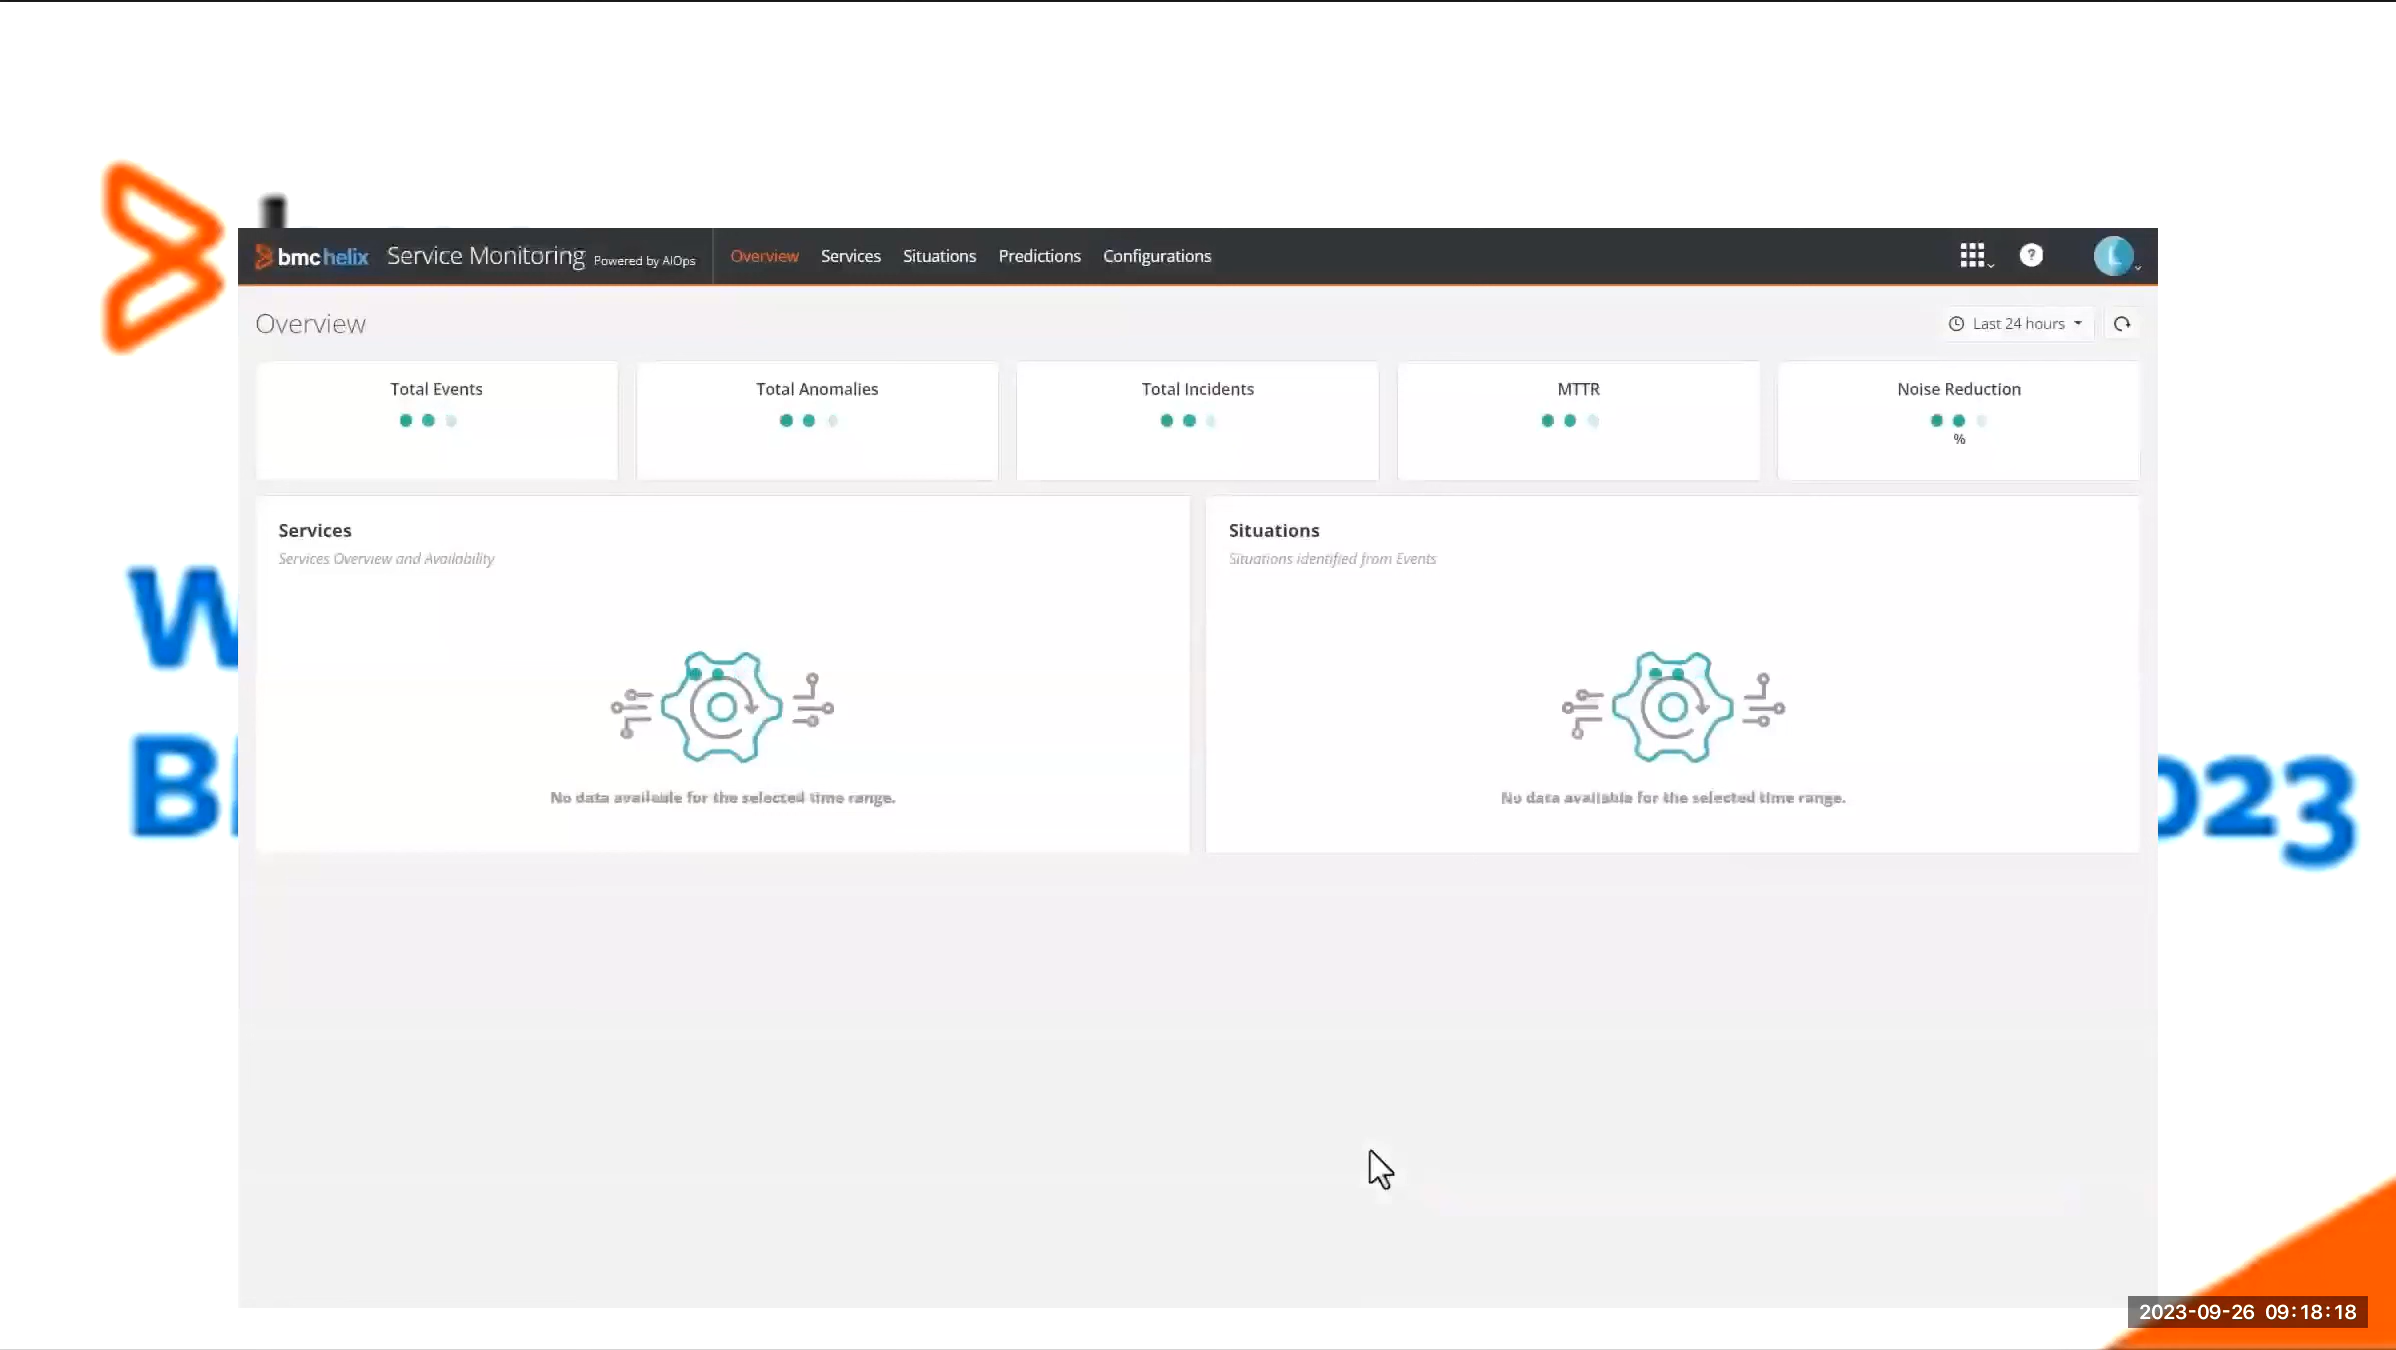 bmc helix Service Monitoring Powered by AIOps Overview Services Situations Predictions Configurations ? L
Overview
Last 24 hours
Total Events Total Anomalies Total Incidents MTTR Noise Reduction
%
Services
Services Overview and Availability
No data available for the selected time range.
Situations
Situations identified from Events
No data available for the selected time range.
W
B
023
2023-09-26 09:18:18